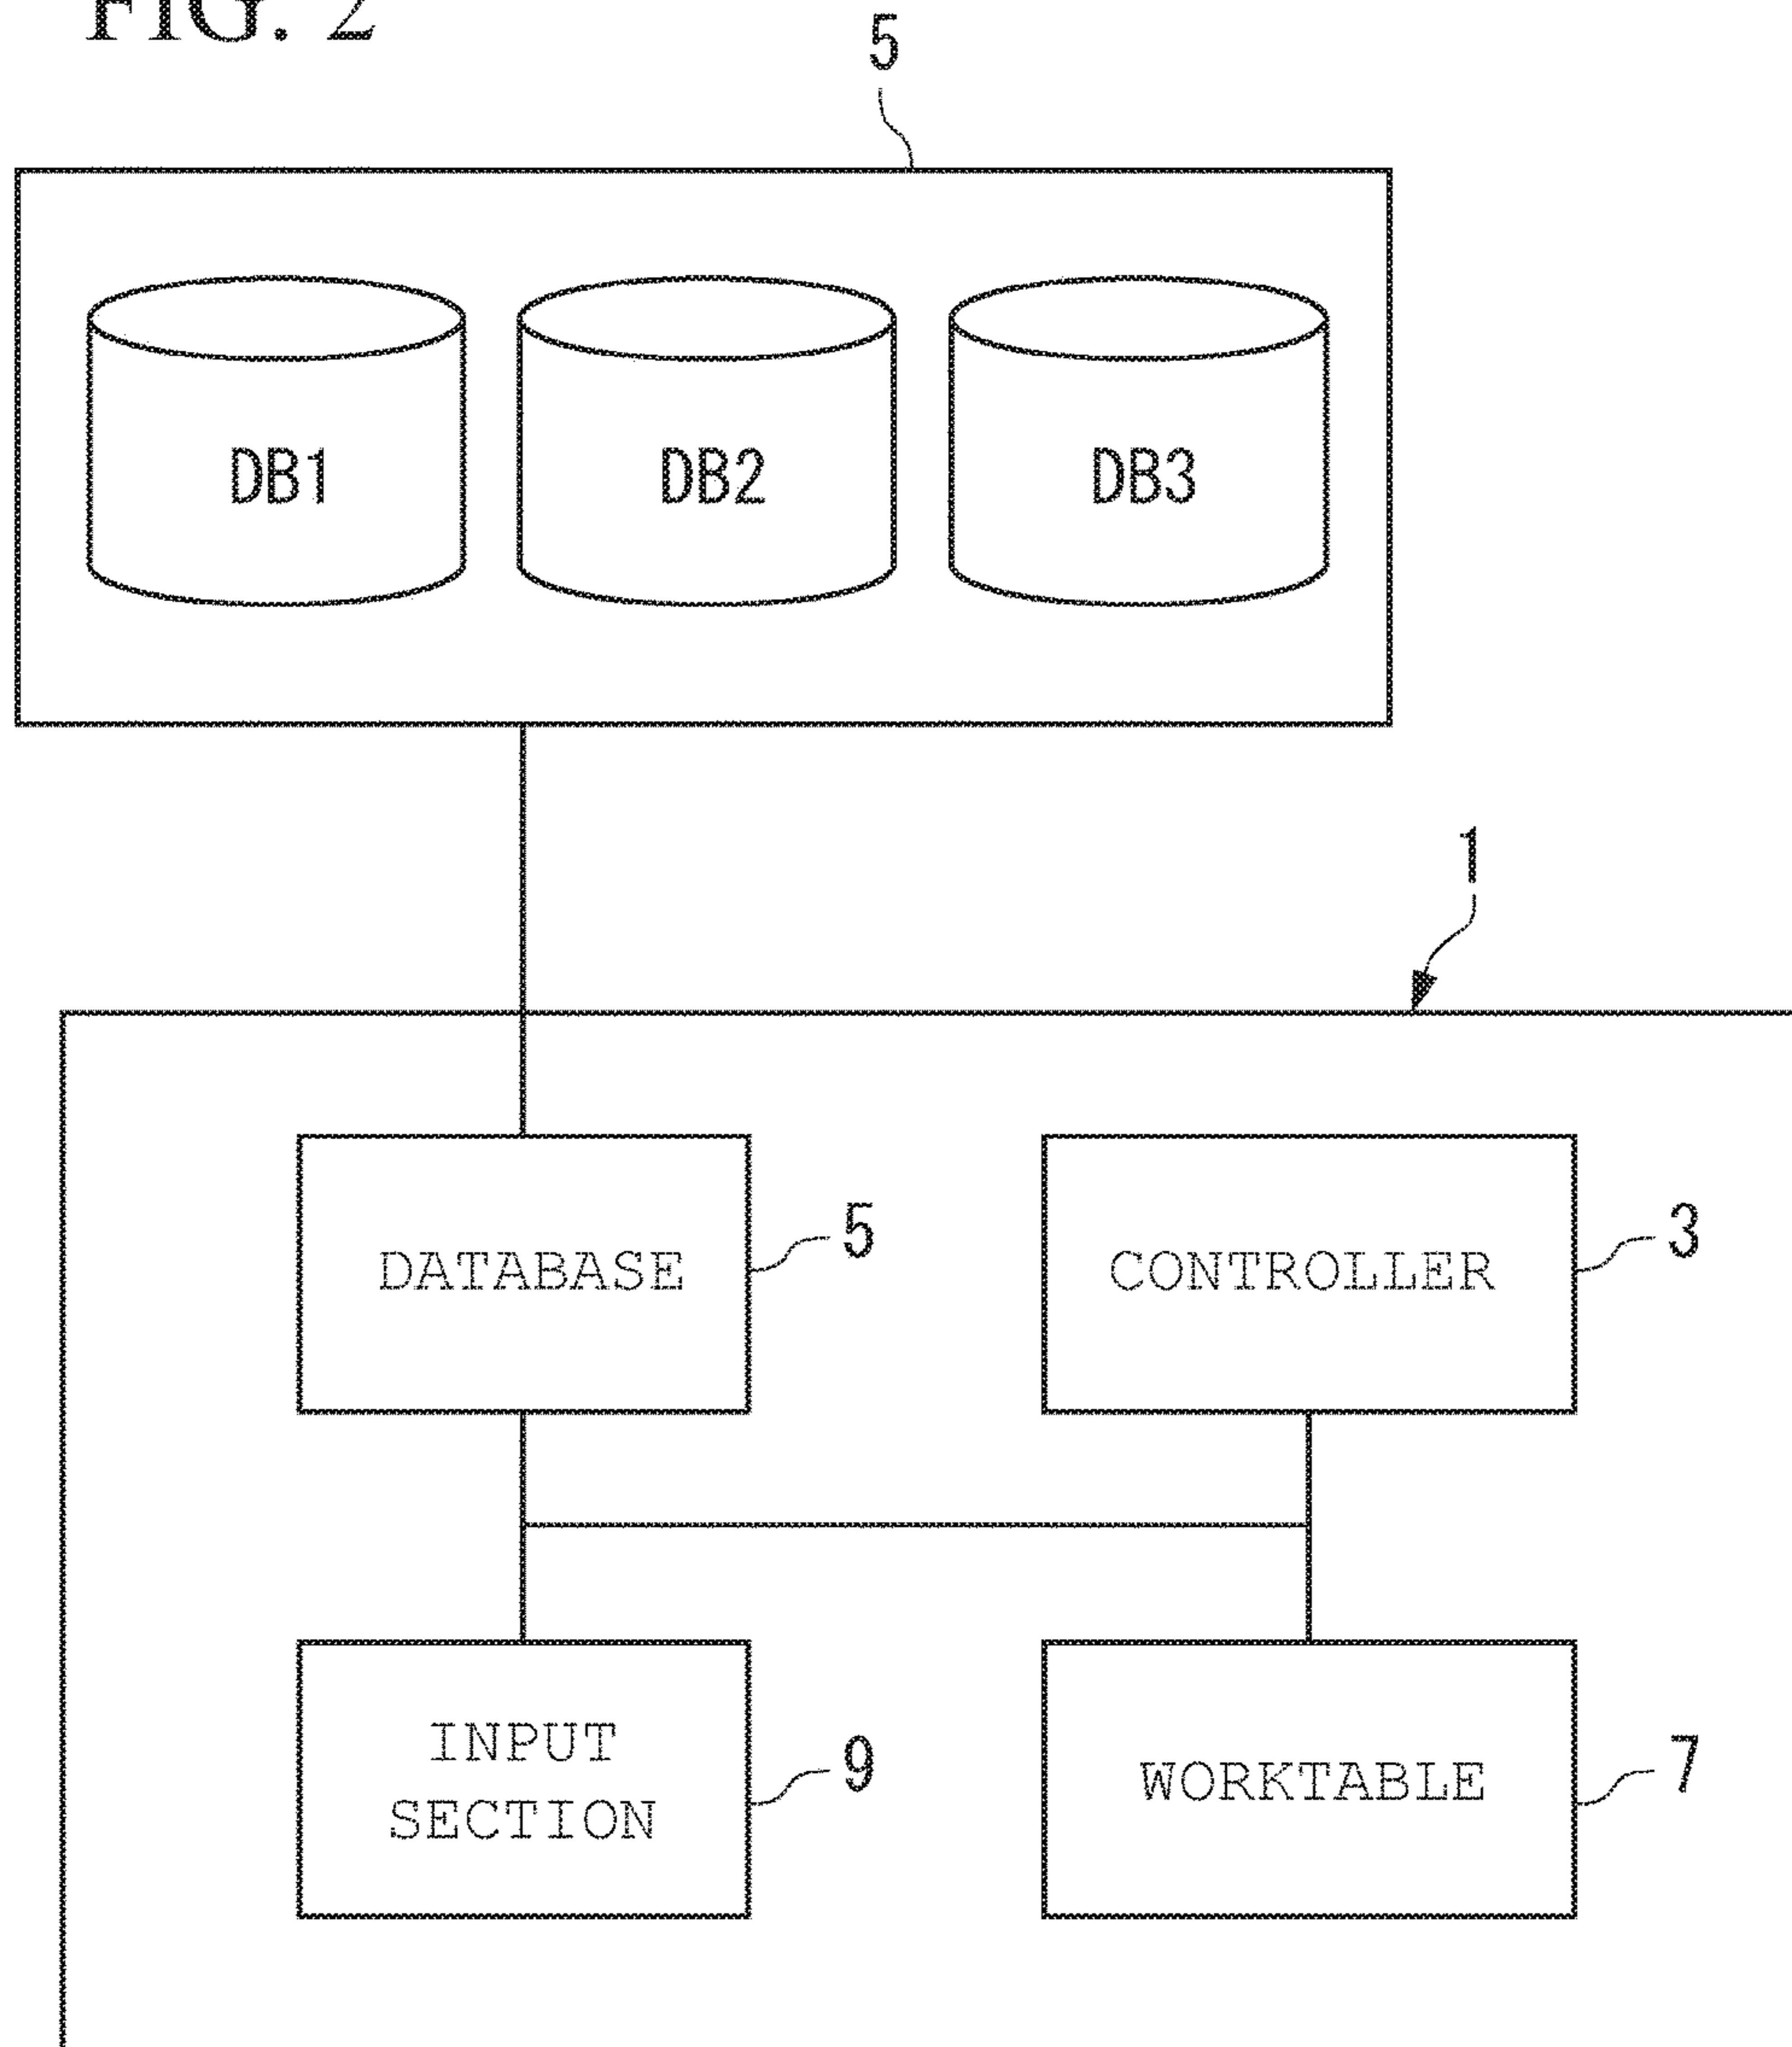 FIG. 2
5
DB1 DB2 DB3
1
DATABASE 5 CONTROLLER 3
INPUT
SECTION 9 WORKTABLE 7